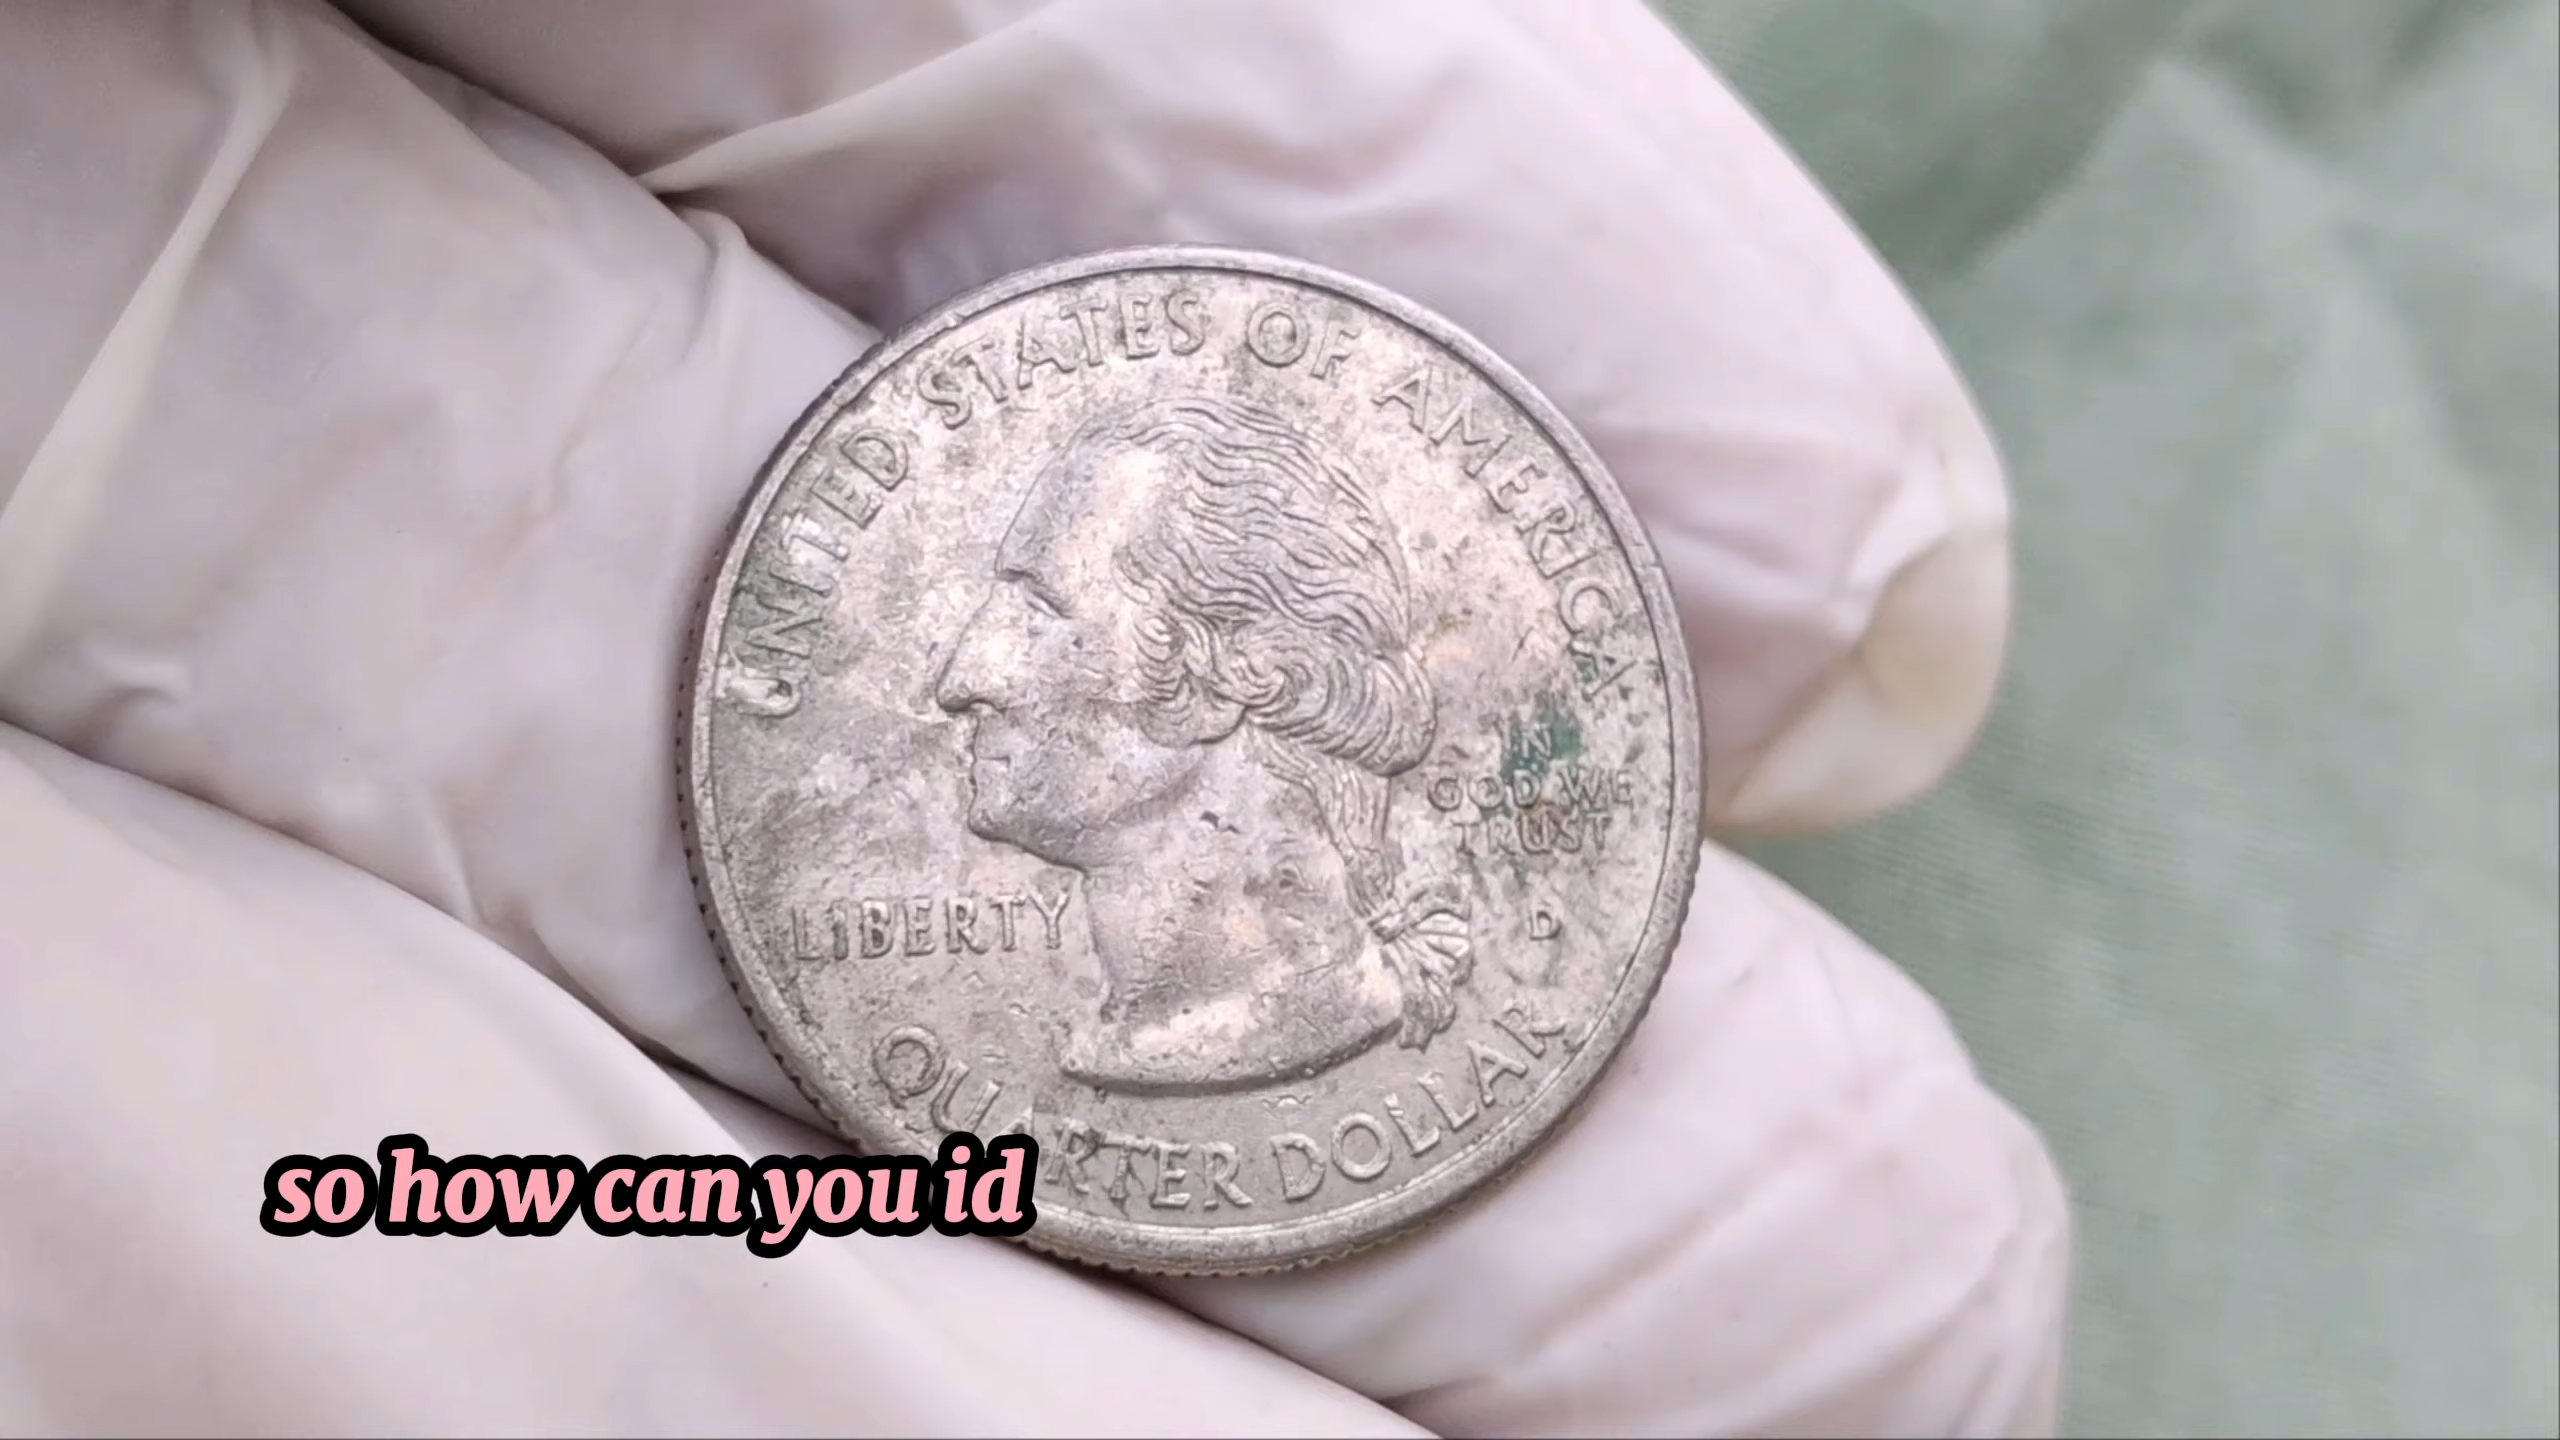 UNITED STATES OF AMERICA
LIBERTY
IN
GOD WE
TRUST
D
QUARTER DOLLAR
so how can you id